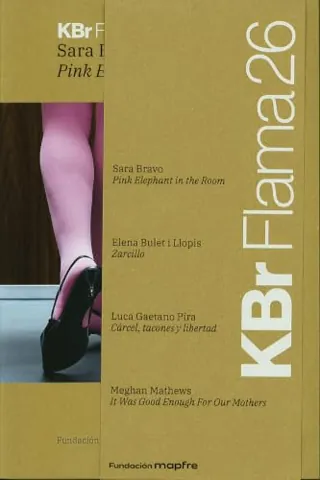 KBr F
Sara B
Pink E
Sara Bravo
Pink Elephant in the Room
Elena Bulet i Llopis
Zarcillo
Luca Gaetano Pira
Cárcel, tacones y libertad
Meghan Mathews
It Was Good Enough For Our Mothers
KBr Flama 26
Fundación
Fundación mapfre